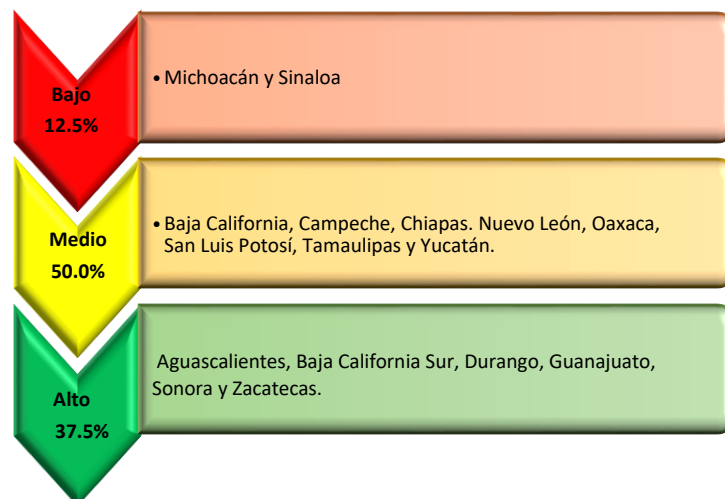 Bajo
12.5%
• Michoacán y Sinaloa
Medio
50.0%
• Baja California, Campeche, Chiapas. Nuevo León, Oaxaca,
San Luis Potosí, Tamaulipas y Yucatán.
Alto
37.5%
Aguascalientes, Baja California Sur, Durango, Guanajuato,
Sonora y Zacatecas.